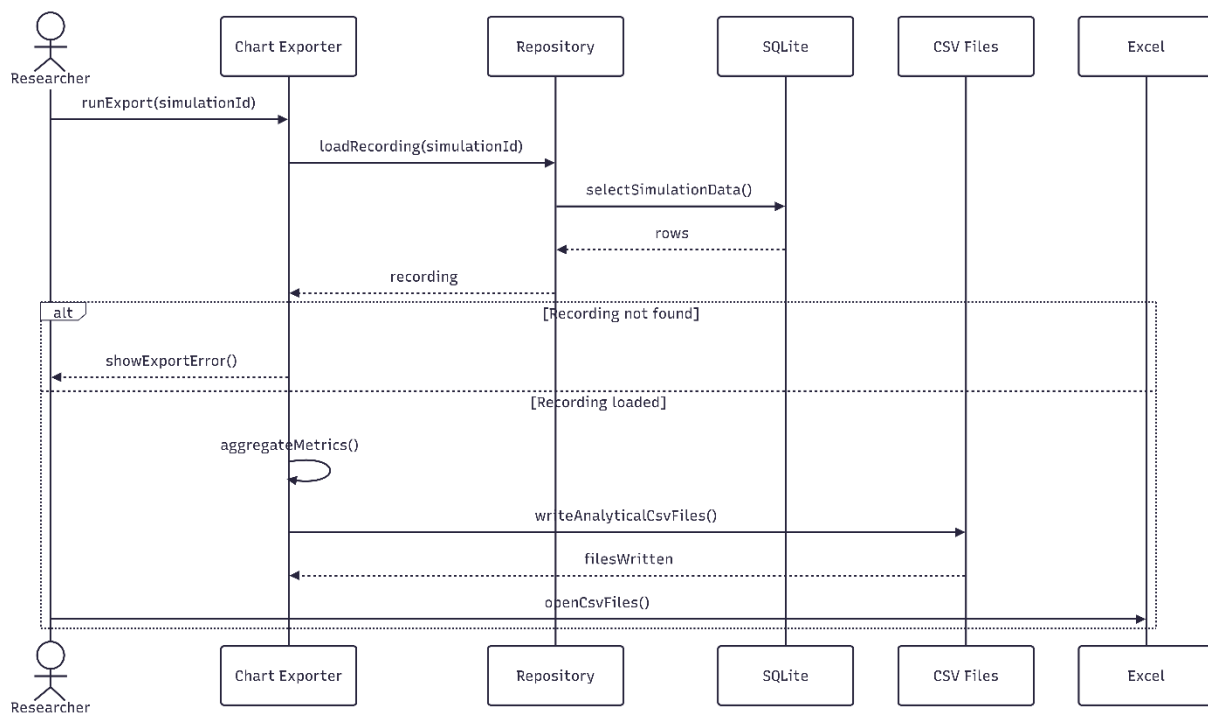 Researcher
Chart Exporter
Repository
SQLite
CSV Files
Excel
runExport(simulationId)
loadRecording(simulationId)
selectSimulationData()
rows
recording
alt
[Recording not found]
showExportError()
[Recording loaded]
aggregateMetrics()
writeAnalyticalCsvFiles()
filesWritten
openCsvFiles()
Researcher
Chart Exporter
Repository
SQLite
CSV Files
Excel